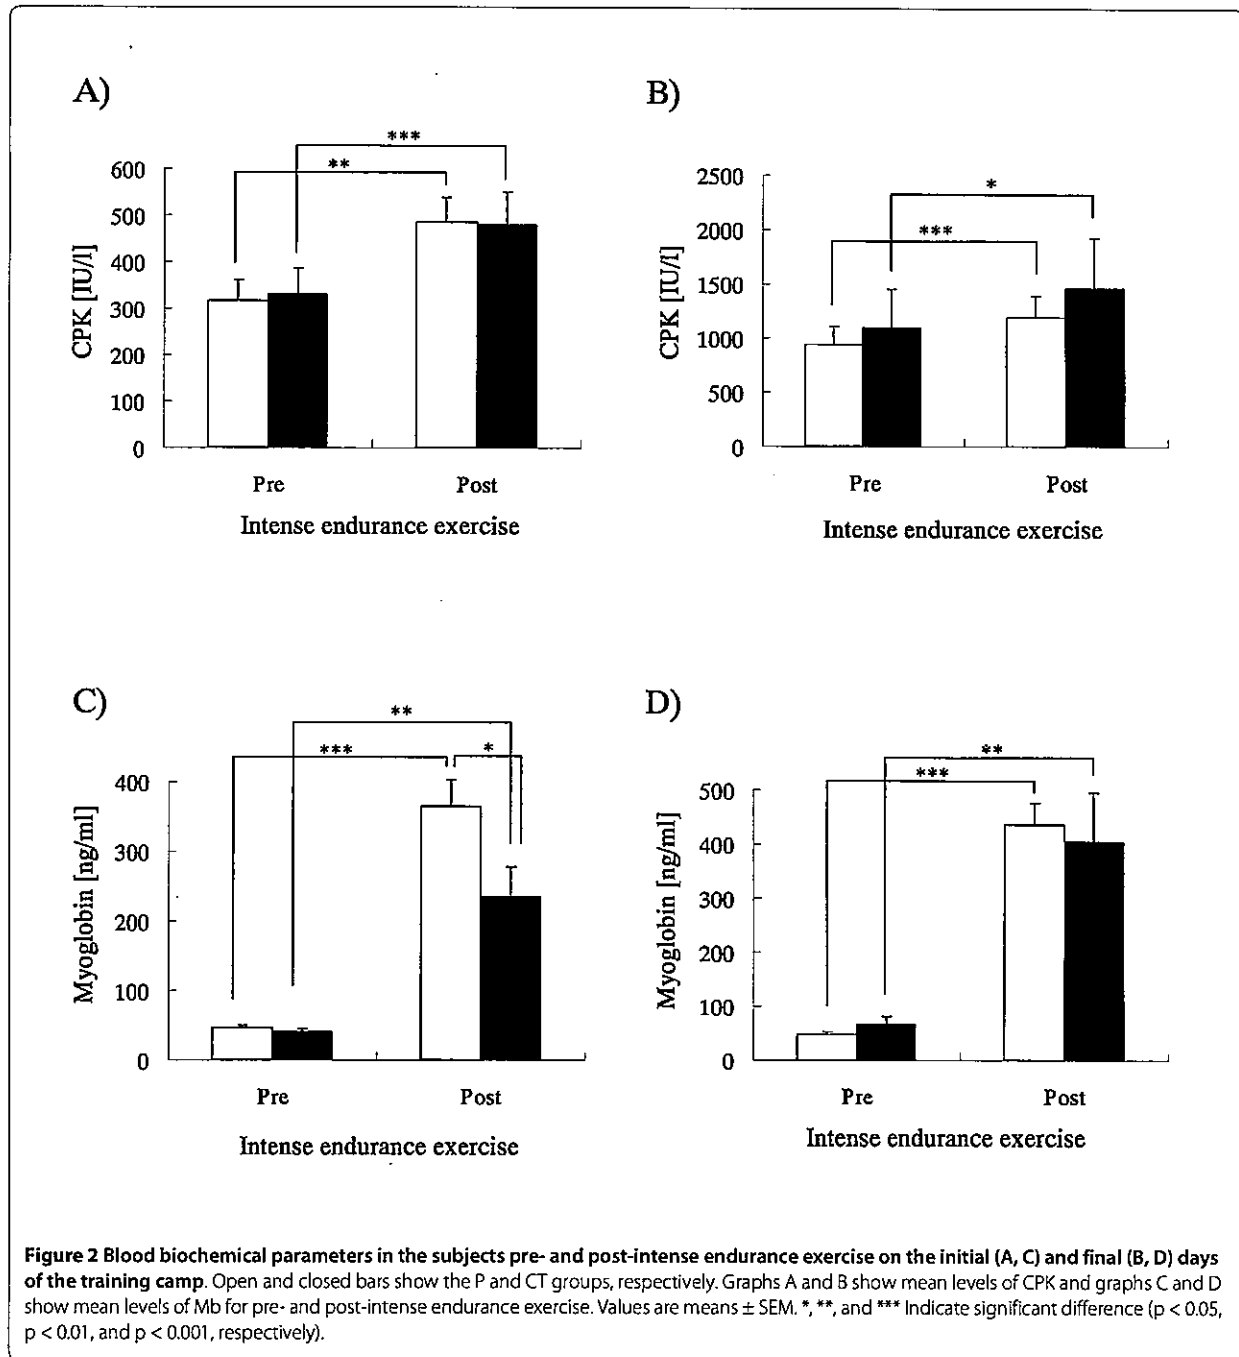 A)
***
**
600
500
400
300
200
100
0
CPK [IU/l]
Pre
Post
Intense endurance exercise
B)
*
***
2500
2000
1500
1000
500
0
CPK [IU/l]
Pre
Post
Intense endurance exercise
C)
**
***
*
400
300
200
100
0
Myoglobin [ng/ml]
Pre
Post
Intense endurance exercise
D)
**
***
500
400
300
200
100
0
Myoglobin [ng/ml]
Pre
Post
Intense endurance exercise
Figure 2 Blood biochemical parameters in the subjects pre- and post-intense endurance exercise on the initial (A, C) and final (B, D) days
of the training camp. Open and closed bars show the P and CT groups, respectively. Graphs A and B show mean levels of CPK and graphs C and D
show mean levels of Mb for pre- and post-intense endurance exercise. Values are means ± SEM. *, **, and *** Indicate significant difference (p < 0.05,
p < 0.01, and p < 0.001, respectively).